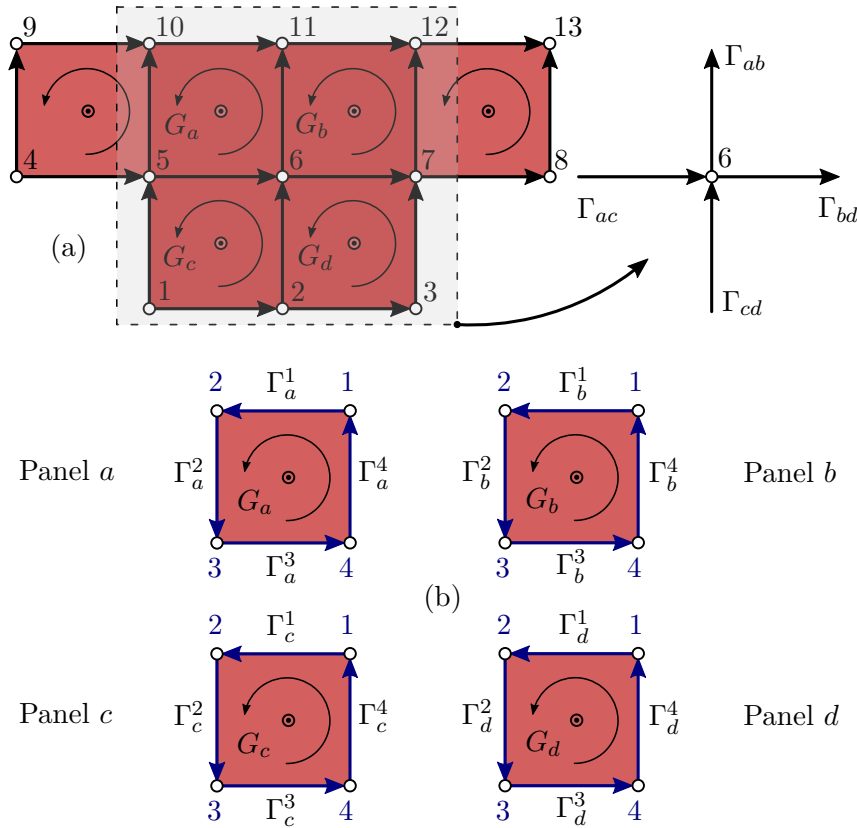 9 10 11 12 13
G_a G_b
Γ_ab
4 5 6 7 8 6
Γ_ac Γ_bd
(a) G_c G_d
1 2 3
Γ_cd
2 Γ_a^1 1 2 Γ_b^1 1
Panel a Γ_a^2 G_a Γ_a^4 Γ_b^2 G_b Γ_b^4 Panel b
3 Γ_a^3 4 3 Γ_b^3 4
(b)
2 Γ_c^1 1 2 Γ_d^1 1
Panel c Γ_c^2 G_c Γ_c^4 Γ_d^2 G_d Γ_d^4 Panel d
3 Γ_c^3 4 3 Γ_d^3 4